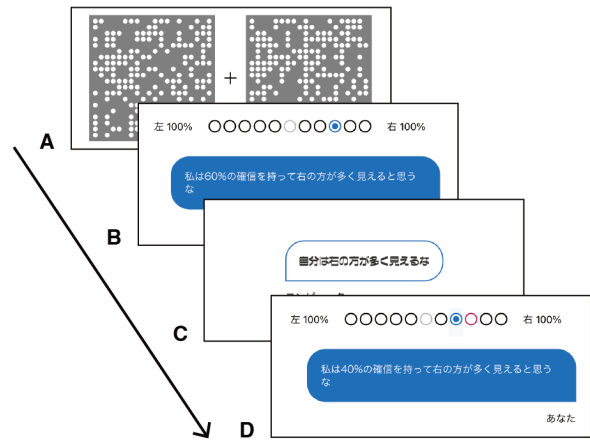 A
左 100%
右 100%
私は60%の確信を持って右の方が多く見えると思う
な
B
自分は右の方が多く見えるな
C
左 100%
右 100%
私は40%の確信を持って右の方が多く見えると思う
な
あなた
D